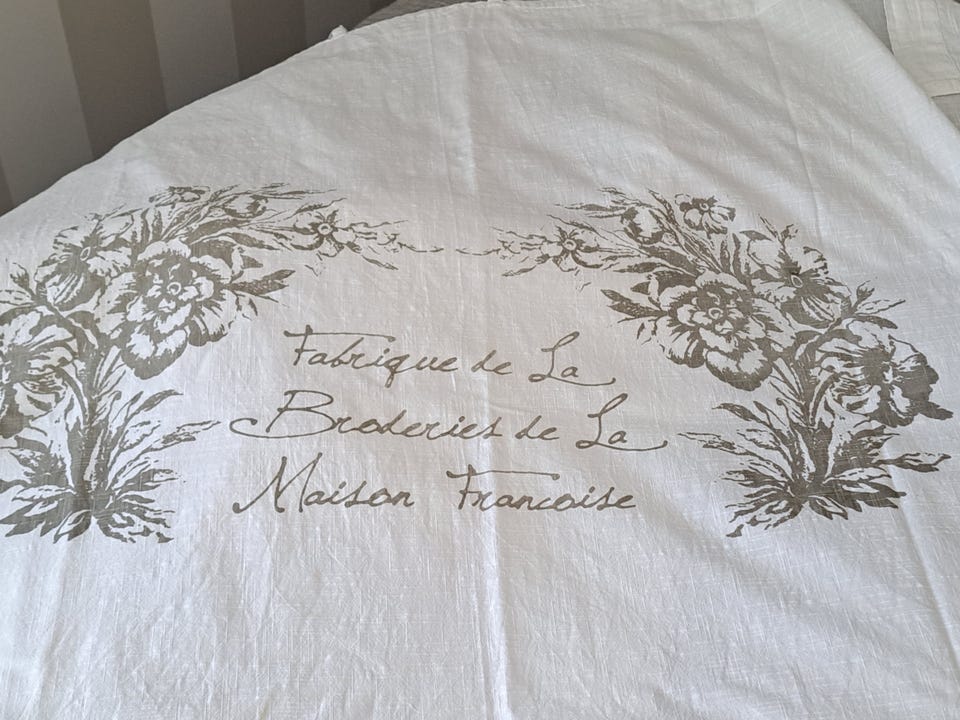 Fabrique de La
Broderies de La
Maison Francoise